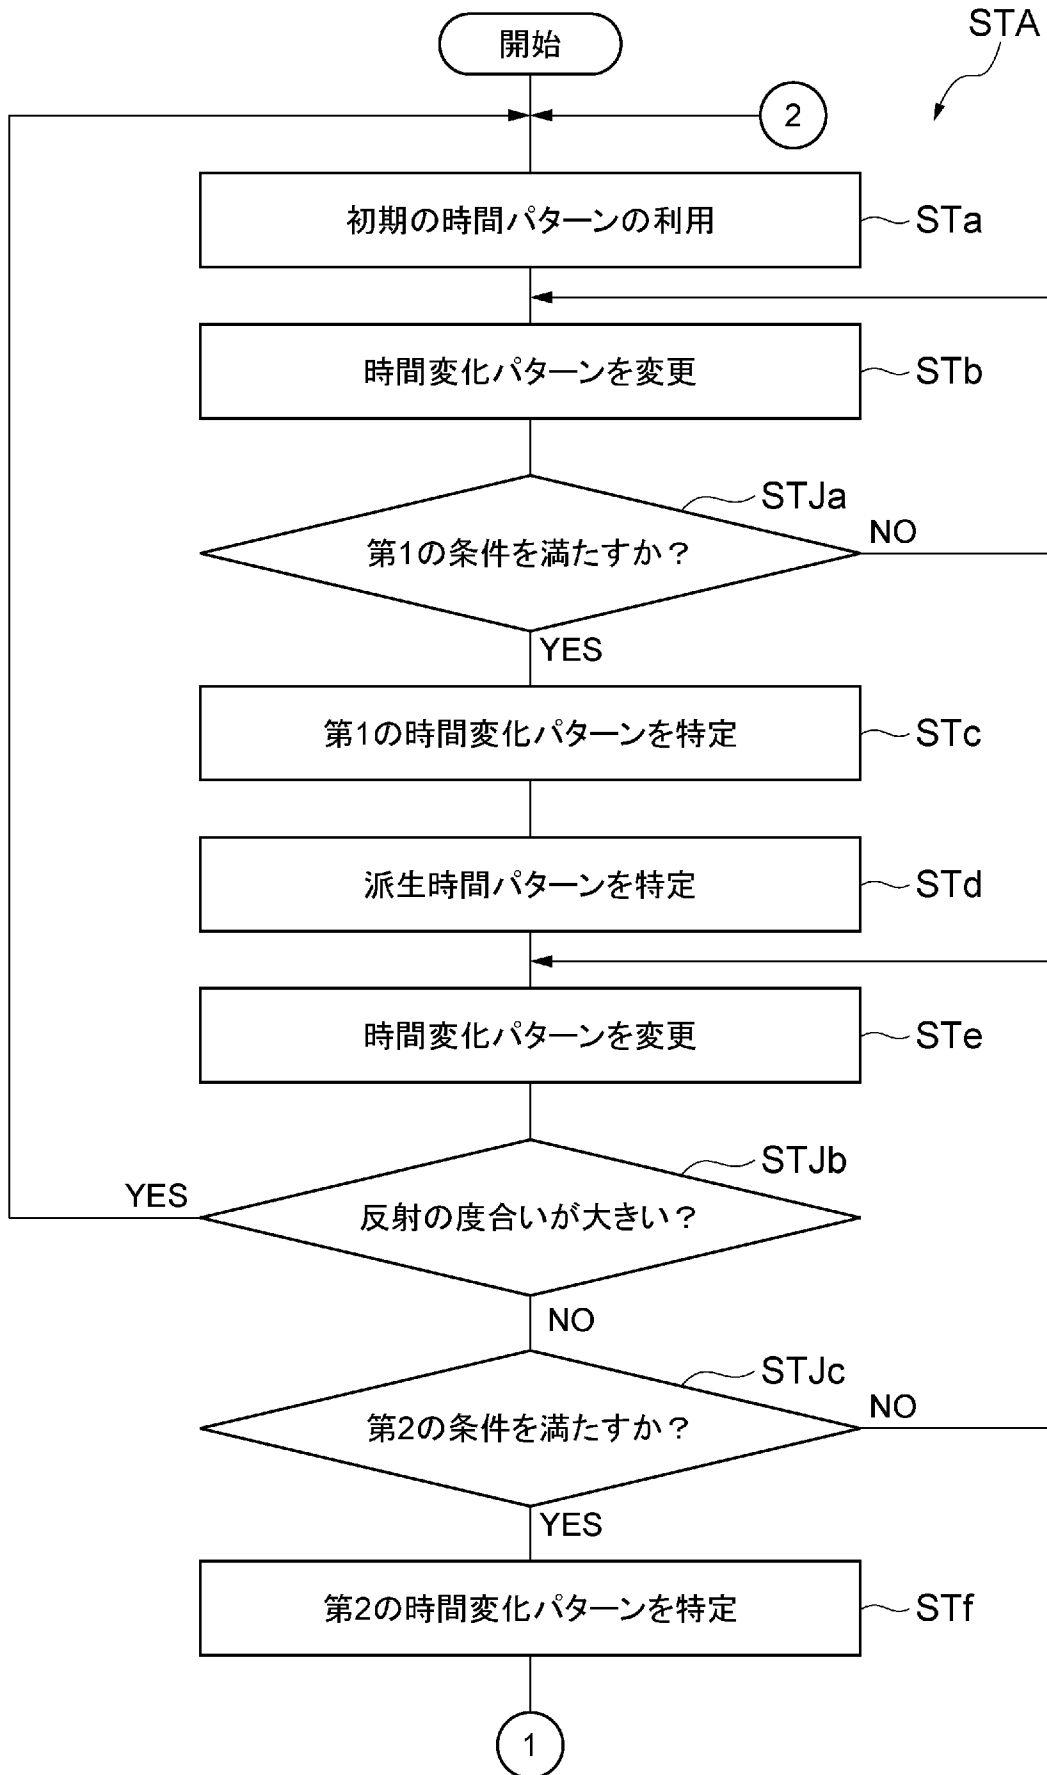 STA
開始
2
初期の時間パターンの利用
STa
時間変化パターンを変更
STb
STJa
第1の条件を満たすか？
NO
YES
第1の時間変化パターンを特定
STc
派生時間パターンを特定
STd
時間変化パターンを変更
STe
STJb
YES
反射の度合いが大きい？
NO
STJc
第2の条件を満たすか？
NO
YES
第2の時間変化パターンを特定
STf
1